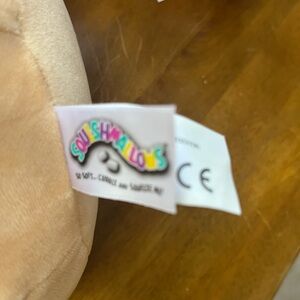 SQUISHMALLOWS
SO SOFT... CUDDLE AND SQUEEZE ME!
CE